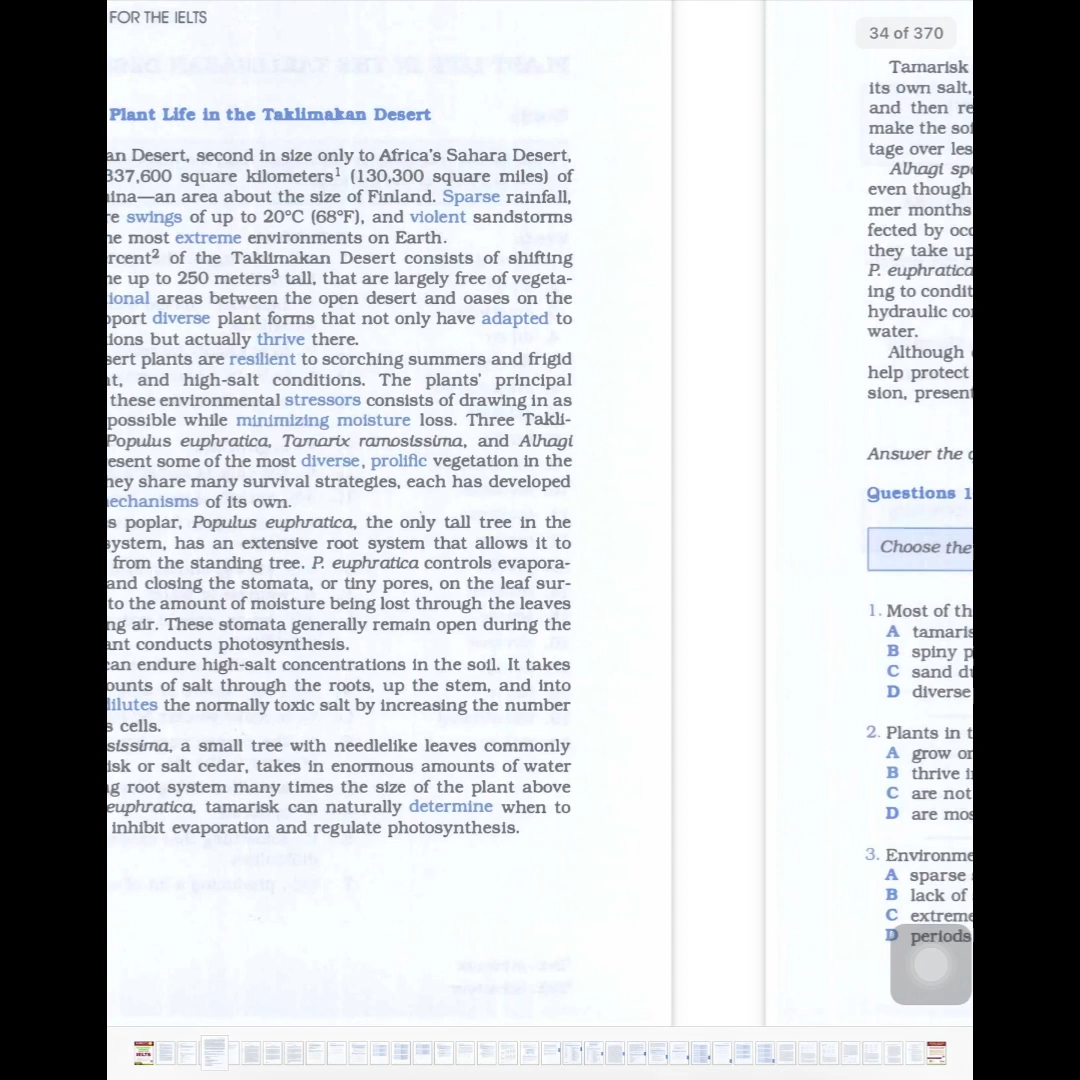 FOR THE IELTS
34 of 370
Plant Life in the Taklimakan Desert
an Desert, second in size only to Africa's Sahara Desert,
337,600 square kilometers¹ (130,300 square miles) of
ina—an area about the size of Finland. Sparse rainfall,
re swings of up to 20°C (68°F), and violent sandstorms
he most extreme environments on Earth.
rcent² of the Taklimakan Desert consists of shifting
me up to 250 meters³ tall, that are largely free of vegeta-
ional areas between the open desert and oases on the
pport diverse plant forms that not only have adapted to
ions but actually thrive there.
sert plants are resilient to scorching summers and frigid
at, and high-salt conditions. The plants' principal
these environmental stressors consists of drawing in as
possible while minimizing moisture loss. Three Takli-
Populus euphratica, Tamarix ramosissima, and Alhagi
esent some of the most diverse, prolific vegetation in the
hey share many survival strategies, each has developed
echanisms of its own.
s poplar, Populus euphratica, the only tall tree in the
system, has an extensive root system that allows it to
from the standing tree. P. euphratica controls evapora-
and closing the stomata, or tiny pores, on the leaf sur-
to the amount of moisture being lost through the leaves
ng air. These stomata generally remain open during the
ant conducts photosynthesis.
can endure high-salt concentrations in the soil. It takes
ounts of salt through the roots, up the stem, and into
dilutes the normally toxic salt by increasing the number
s cells.
sissima, a small tree with needlelike leaves commonly
isk or salt cedar, takes in enormous amounts of water
g root system many times the size of the plant above
euphratica, tamarisk can naturally determine when to
inhibit evaporation and regulate photosynthesis.
Tamarisk
its own salt,
and then re
make the soi
tage over les
Alhagi spa
even though
mer months
fected by occ
they take up
P. euphratica
ing to condit
hydraulic con
water.
Although
help protect
sion, present
Answer the q
Questions 1
Choose the
1. Most of th
A tamaris
B spiny p
C sand du
D diverse
2. Plants in t
A grow on
B thrive in
C are not
D are mos
3. Environme
A sparse
B lack of
C extreme
D periods